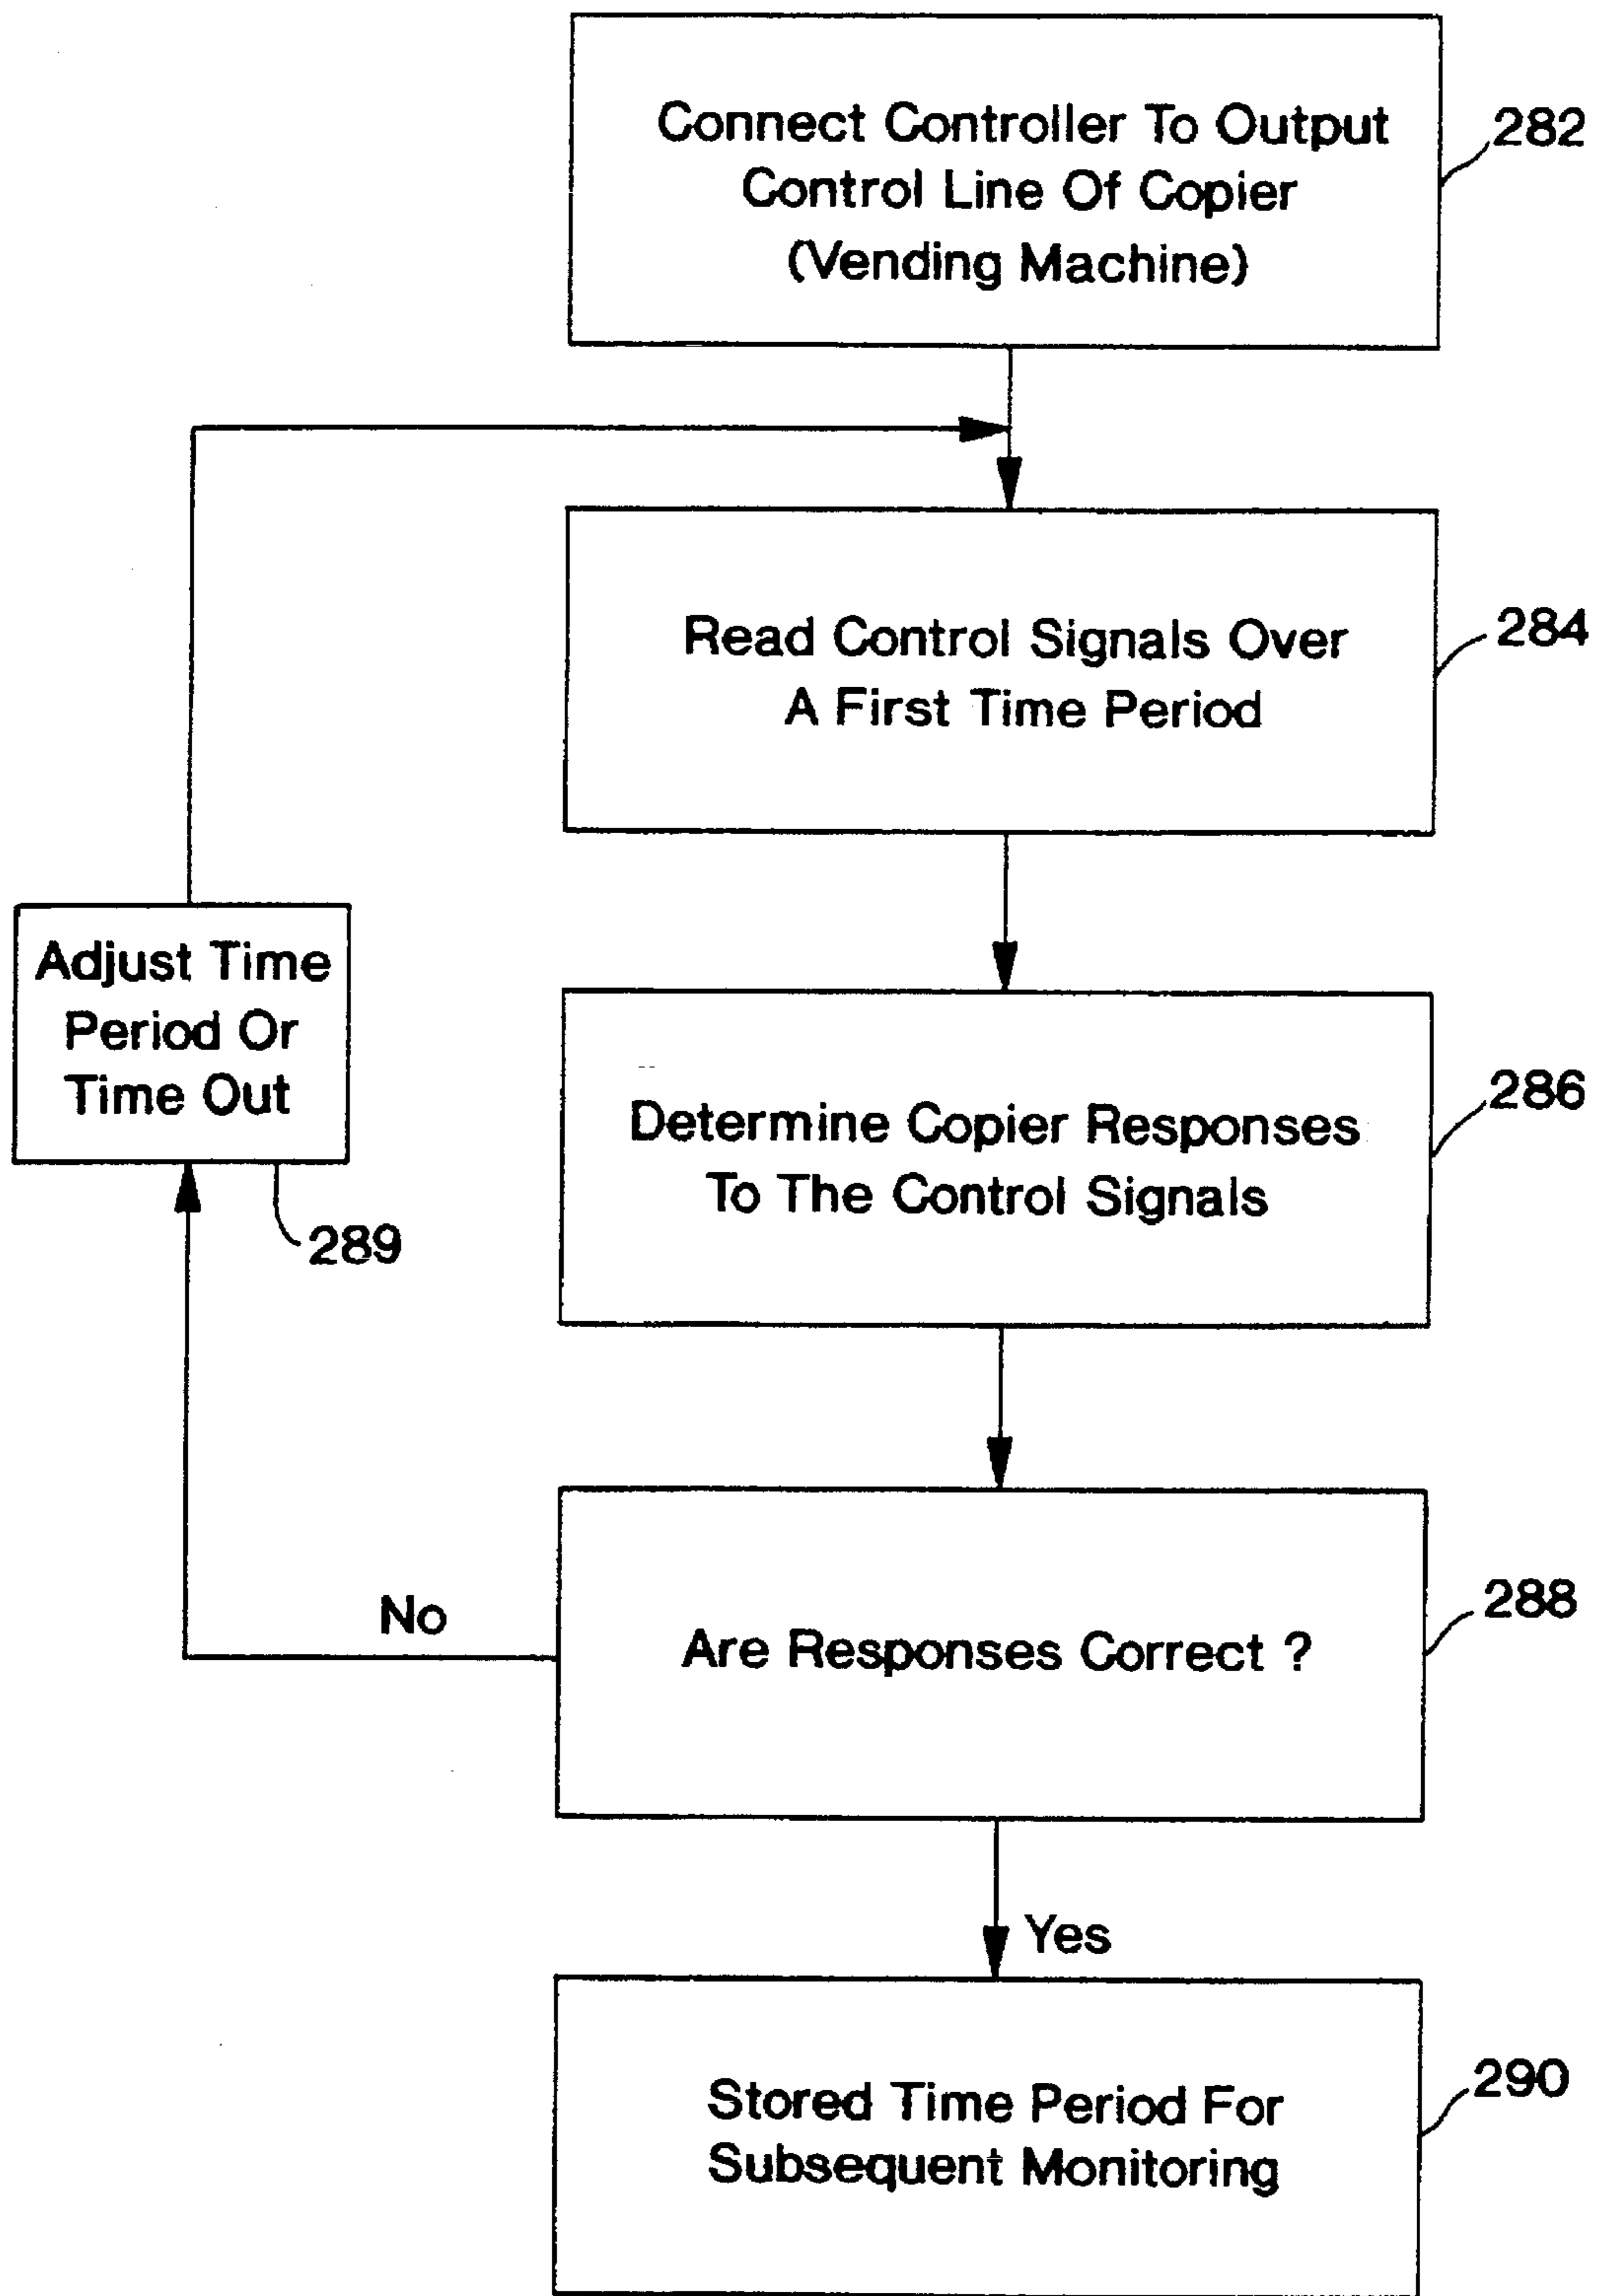 Connect Controller To Output
Control Line Of Copier
(Vending Machine)
282
Read Control Signals Over
A First Time Period
284
Adjust Time
Period Or
Time Out
289
Determine Copier Responses
To The Control Signals
286
Are Responses Correct ?
288
No
Yes
Stored Time Period For
Subsequent Monitoring
290